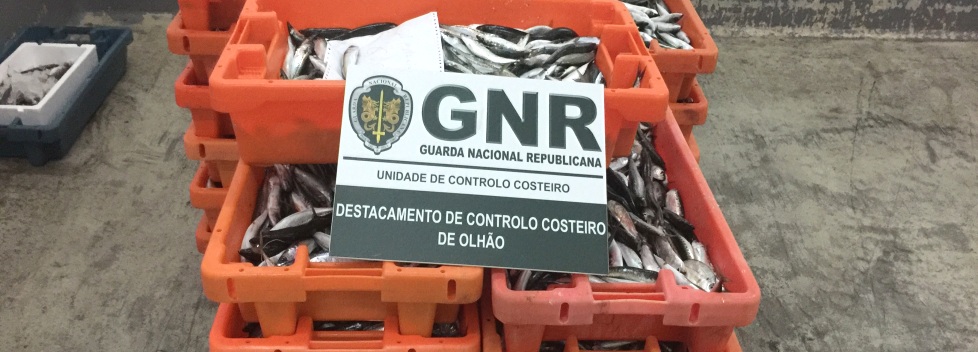 GNR
GUARDA NACIONAL REPUBLICANA
UNIDADE DE CONTROLO COSTEIRO
DESTACAMENTO DE CONTROLO COSTEIRO
DE OLHÃO